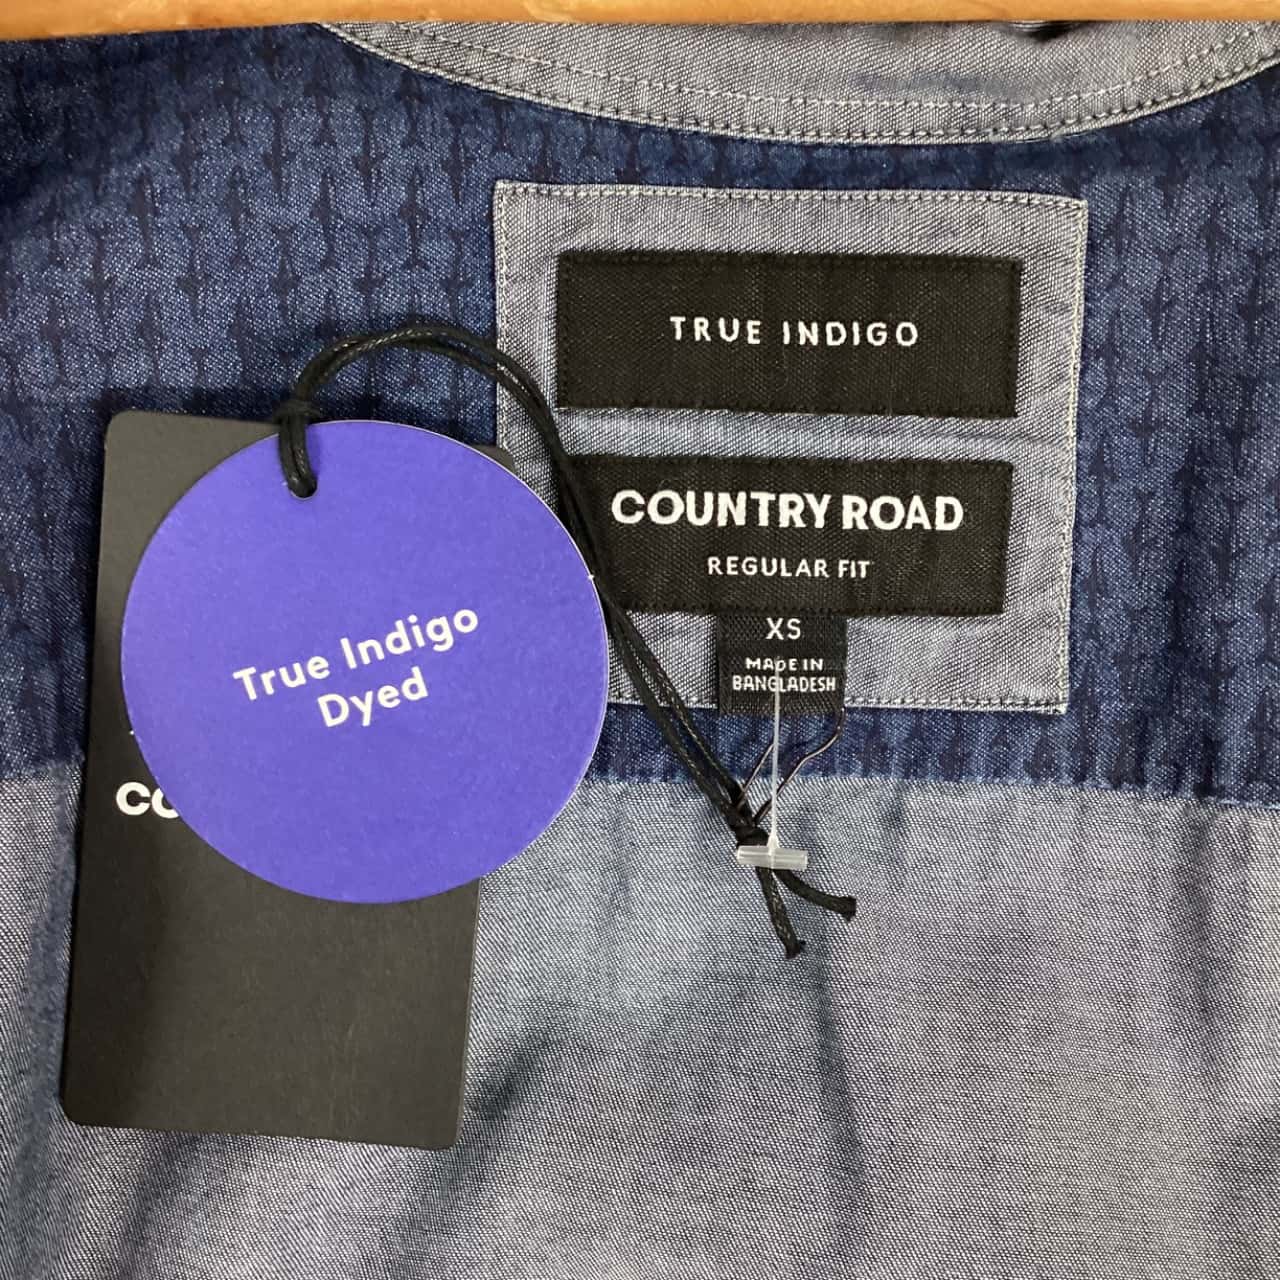 TRUE INDIGO
COUNTRY ROAD
REGULAR FIT
XS
MADE IN
BANGLADESH
True Indigo
Dyed
CO